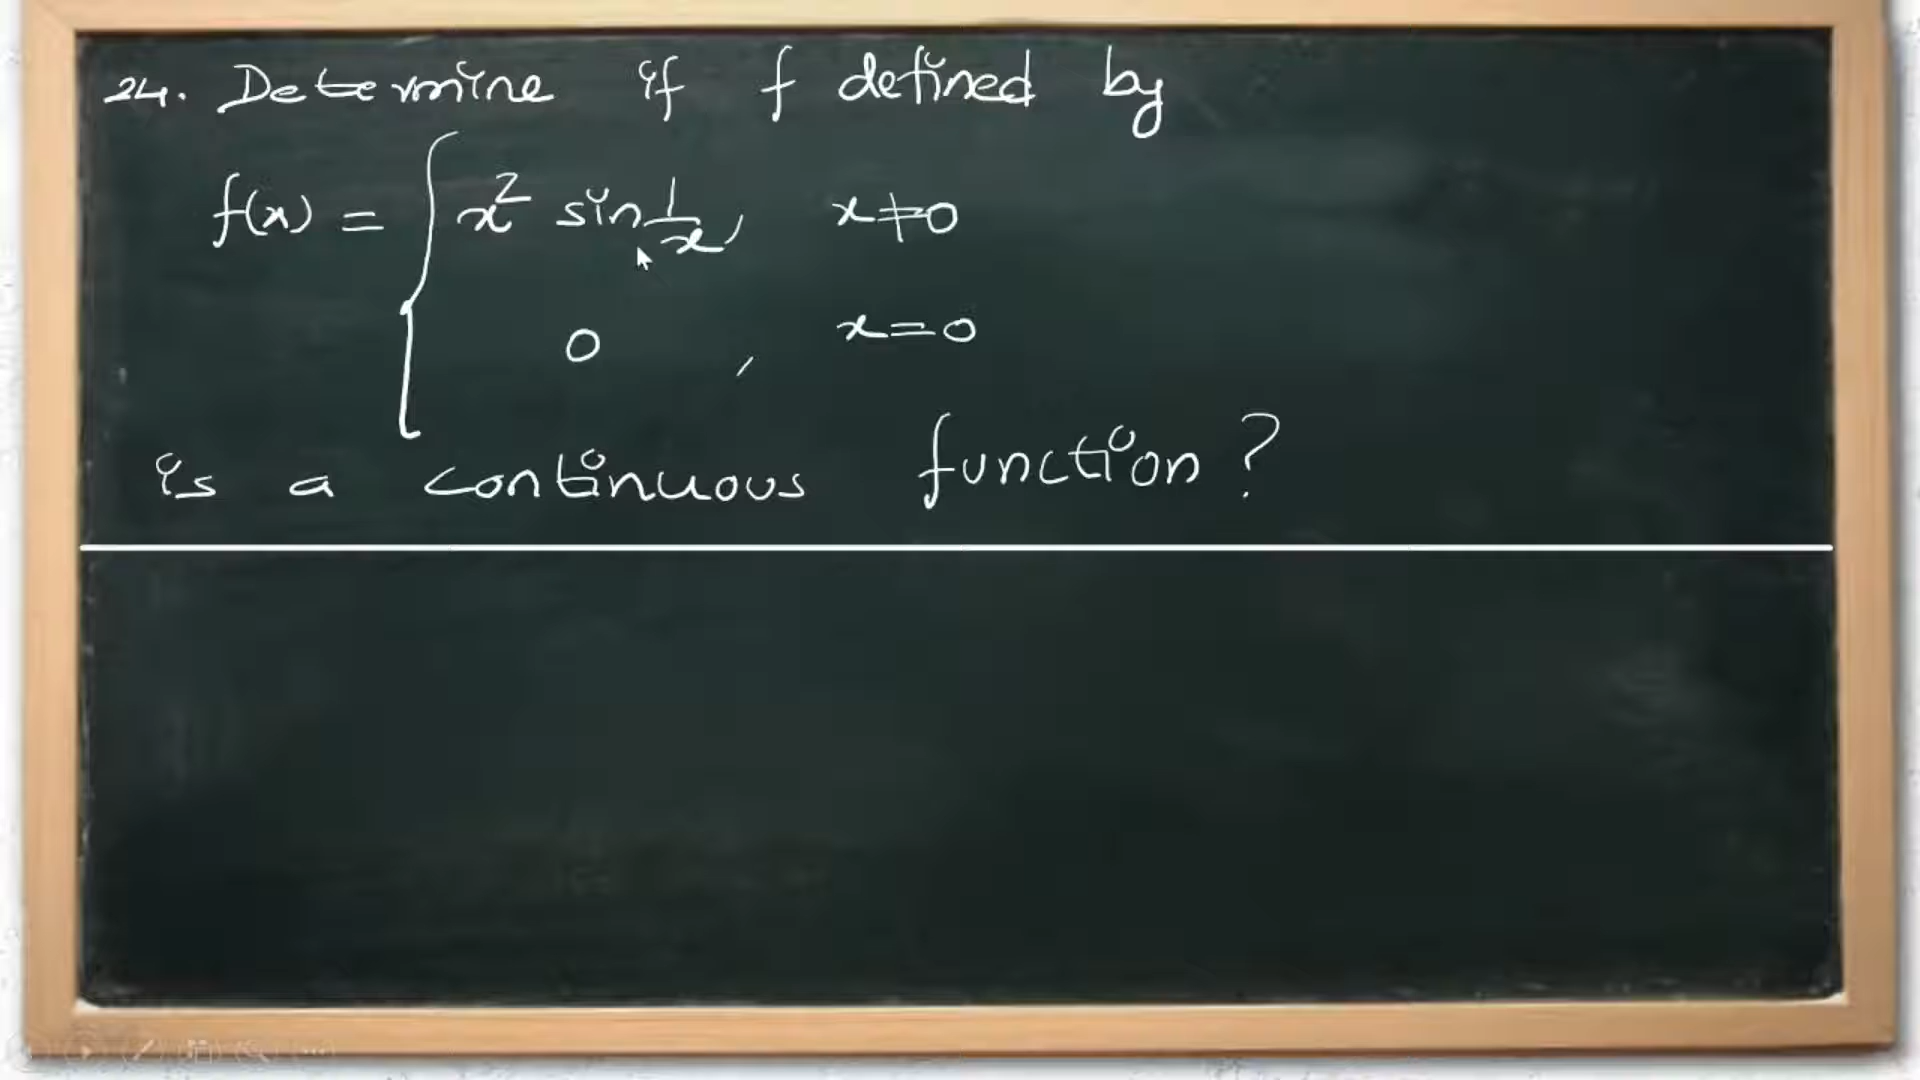 24. Determine if f defined by
f(x) = { x² sin 1/x, x≠0
0, x=0
is a continuous function?